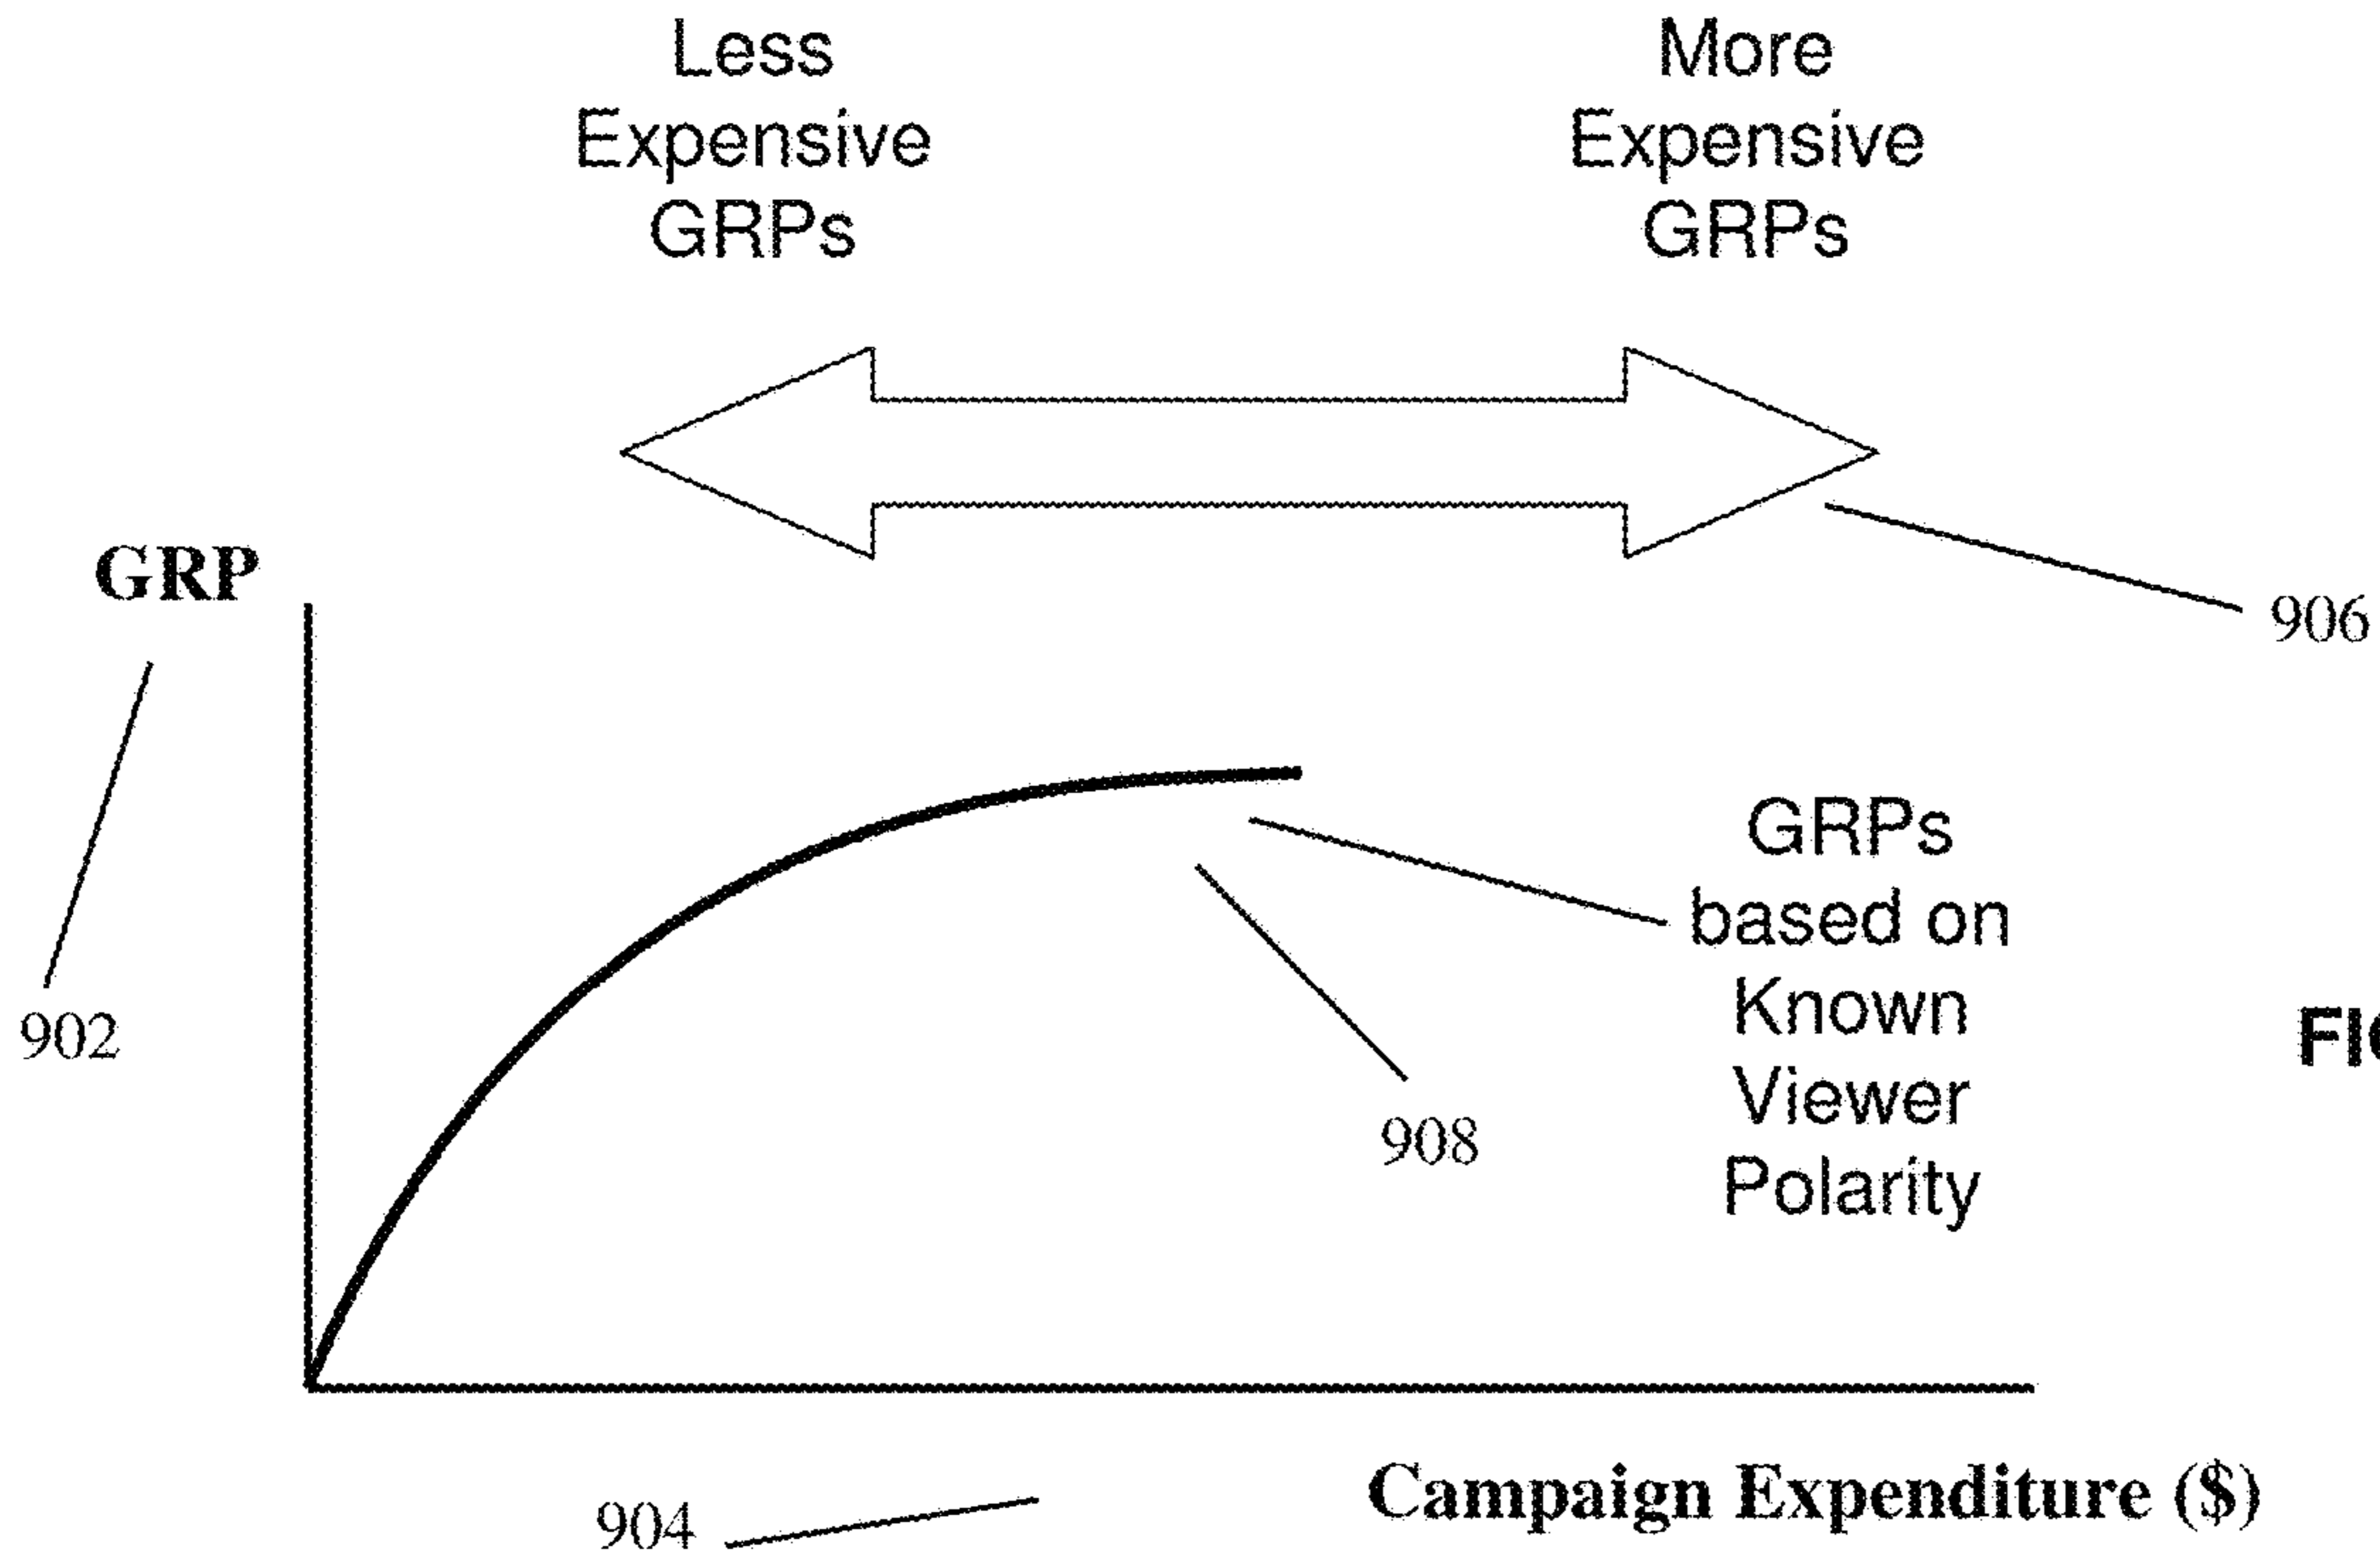 Less
Expensive
GRPs
More
Expensive
GRPs
GRP
906
902
GRPs
based on
Known
Viewer
Polarity
908
904
Campaign Expenditure ($)